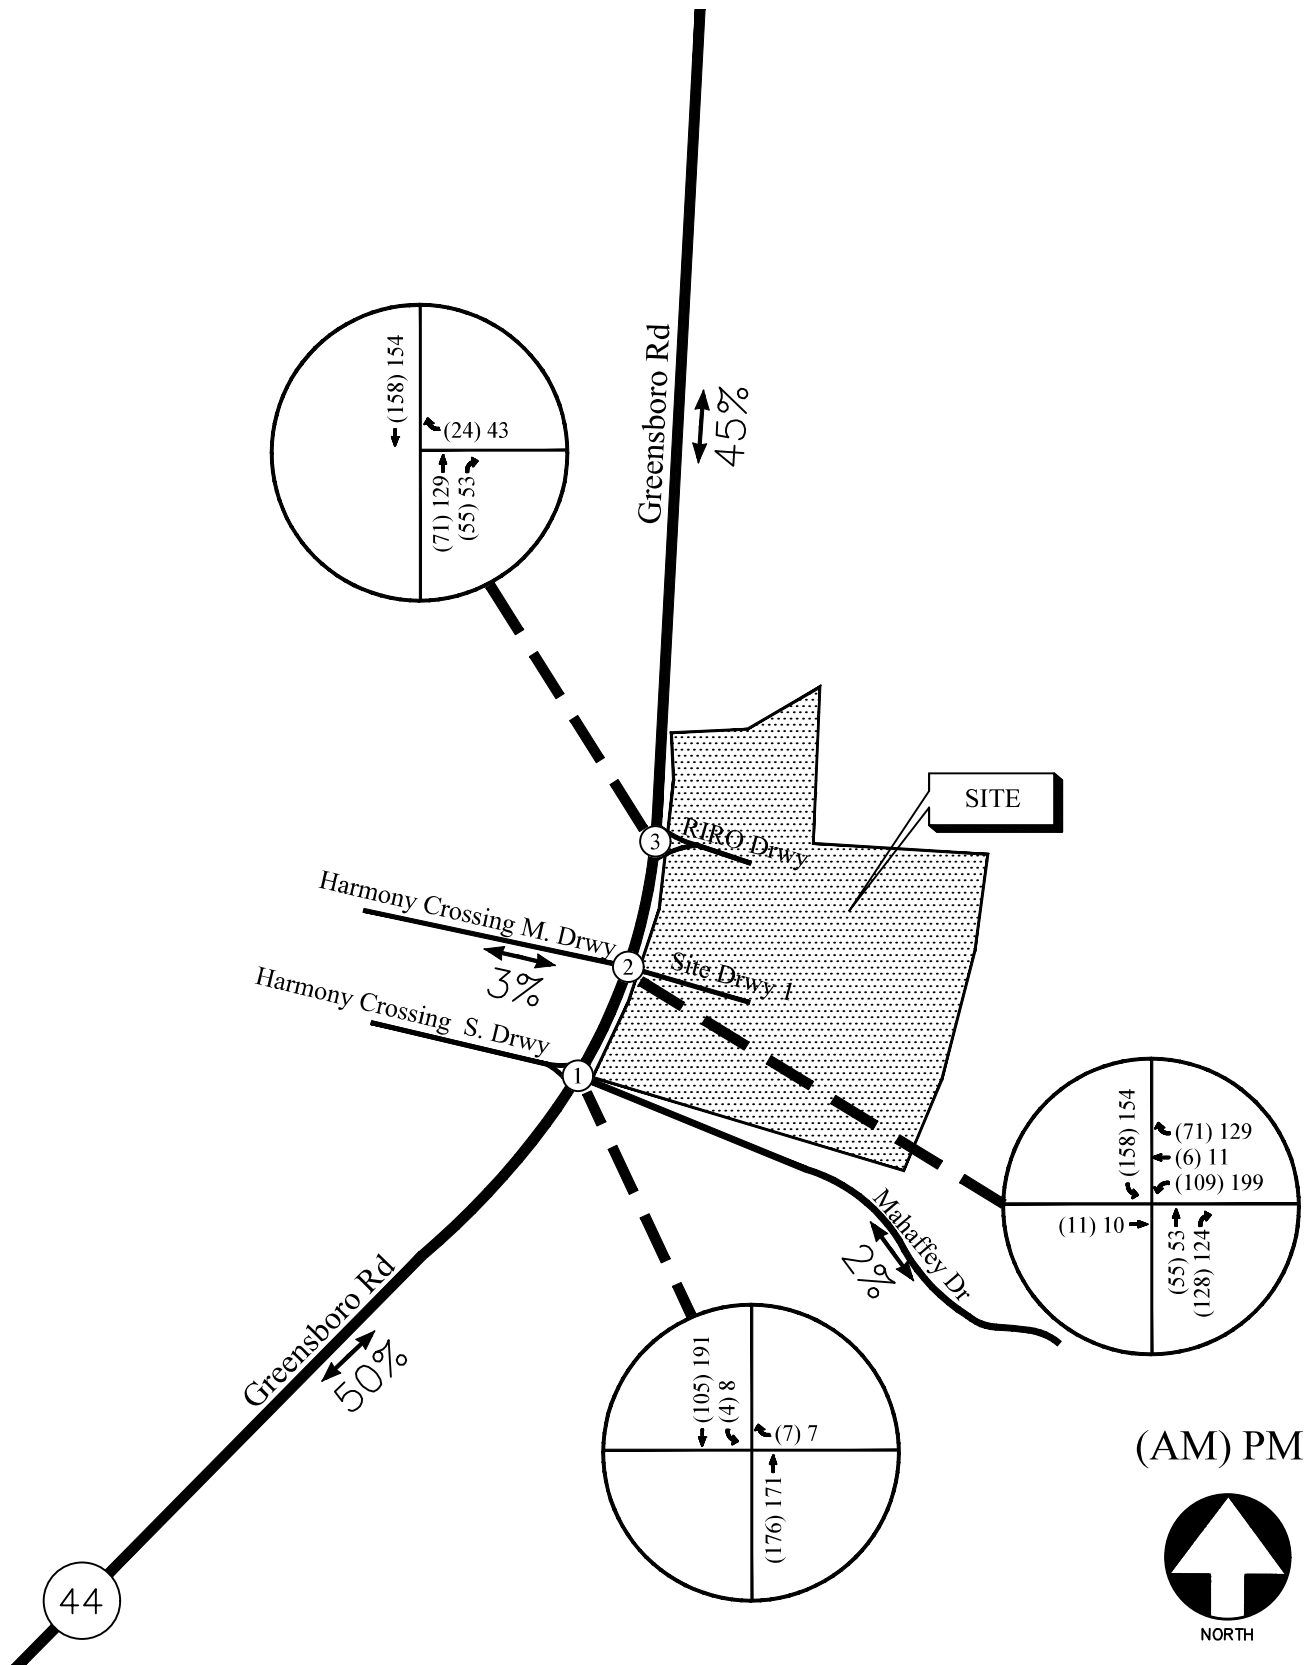 Greensboro Rd
45%
(158) 154
(24) 43
(71) 129
(55) 53
SITE
3
RIRO Drwy
Harmony Crossing M. Drwy
2
Site Drwy 1
3%
Harmony Crossing S. Drwy
1
(158) 154
(71) 129
(6) 11
(109) 199
(11) 10
(55) 53
(128) 124
Mahaffey Dr
2%
Greensboro Rd
50%
(105) 191
(4) 8
(7) 7
(176) 171
(AM) PM
44
NORTH